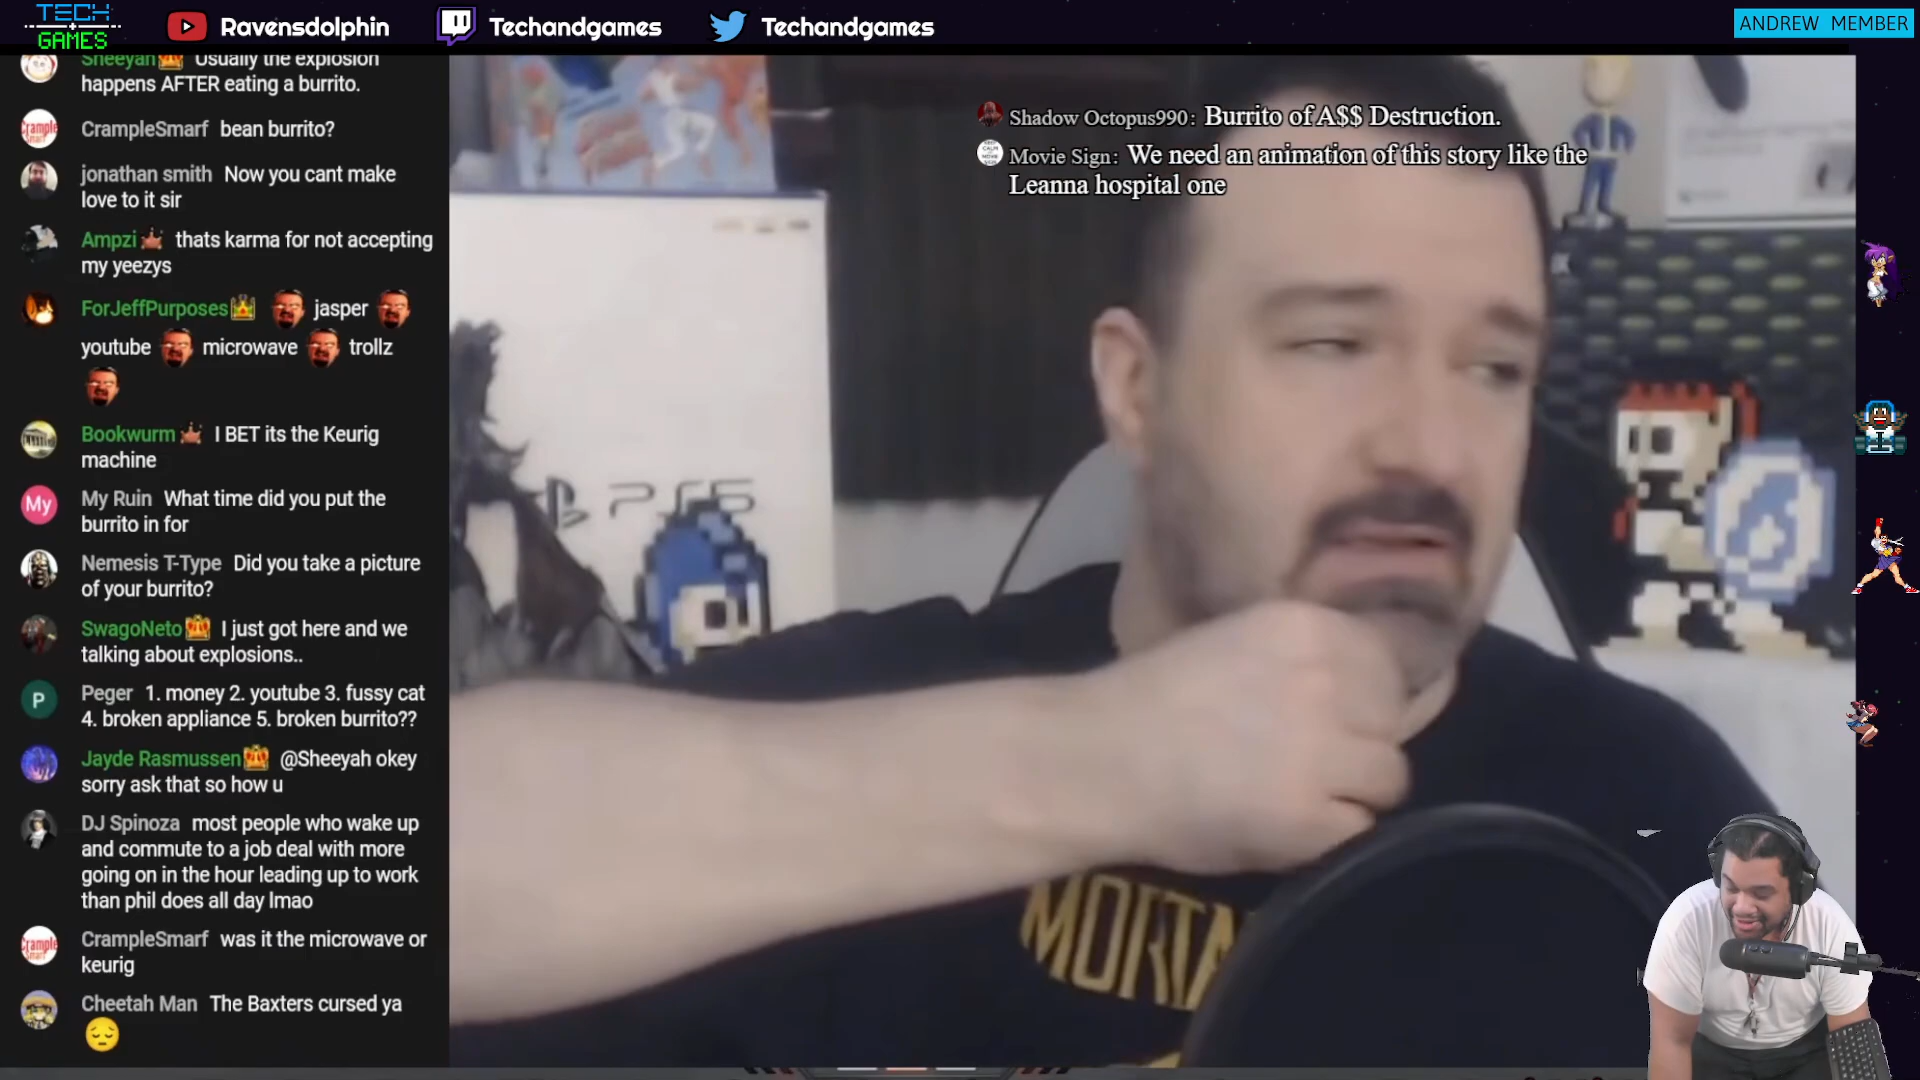 TECH
GAMES
Ravensdolphin
Techandgames
Techandgames
ANDREW MEMBER
Sheeyah Usually the explosion
happens AFTER eating a burrito.
CrampleSmarf bean burrito?
jonathan smith Now you cant make
love to it sir
Ampzi thats karma for not accepting
my yeezys
ForJeffPurposes jasper
youtube microwave trollz
Bookwurm I BET its the Keurig
machine
My My Ruin What time did you put the
burrito in for
Nemesis T-Type Did you take a picture
of your burrito?
SwagoNeto I just got here and we
talking about explosions..
P Peger 1. money 2. youtube 3. fussy cat
4. broken appliance 5. broken burrito??
Jayde Rasmussen @Sheeyah okey
sorry ask that so how u
DJ Spinoza most people who wake up
and commute to a job deal with more
going on in the hour leading up to work
than phil does all day lmao
CrampleSmarf was it the microwave or
keurig
Cheetah Man The Baxters cursed ya
Shadow Octopus990: Burrito of A$$ Destruction.
Movie Sign: We need an animation of this story like the
Leanna hospital one
PS5
MORTA